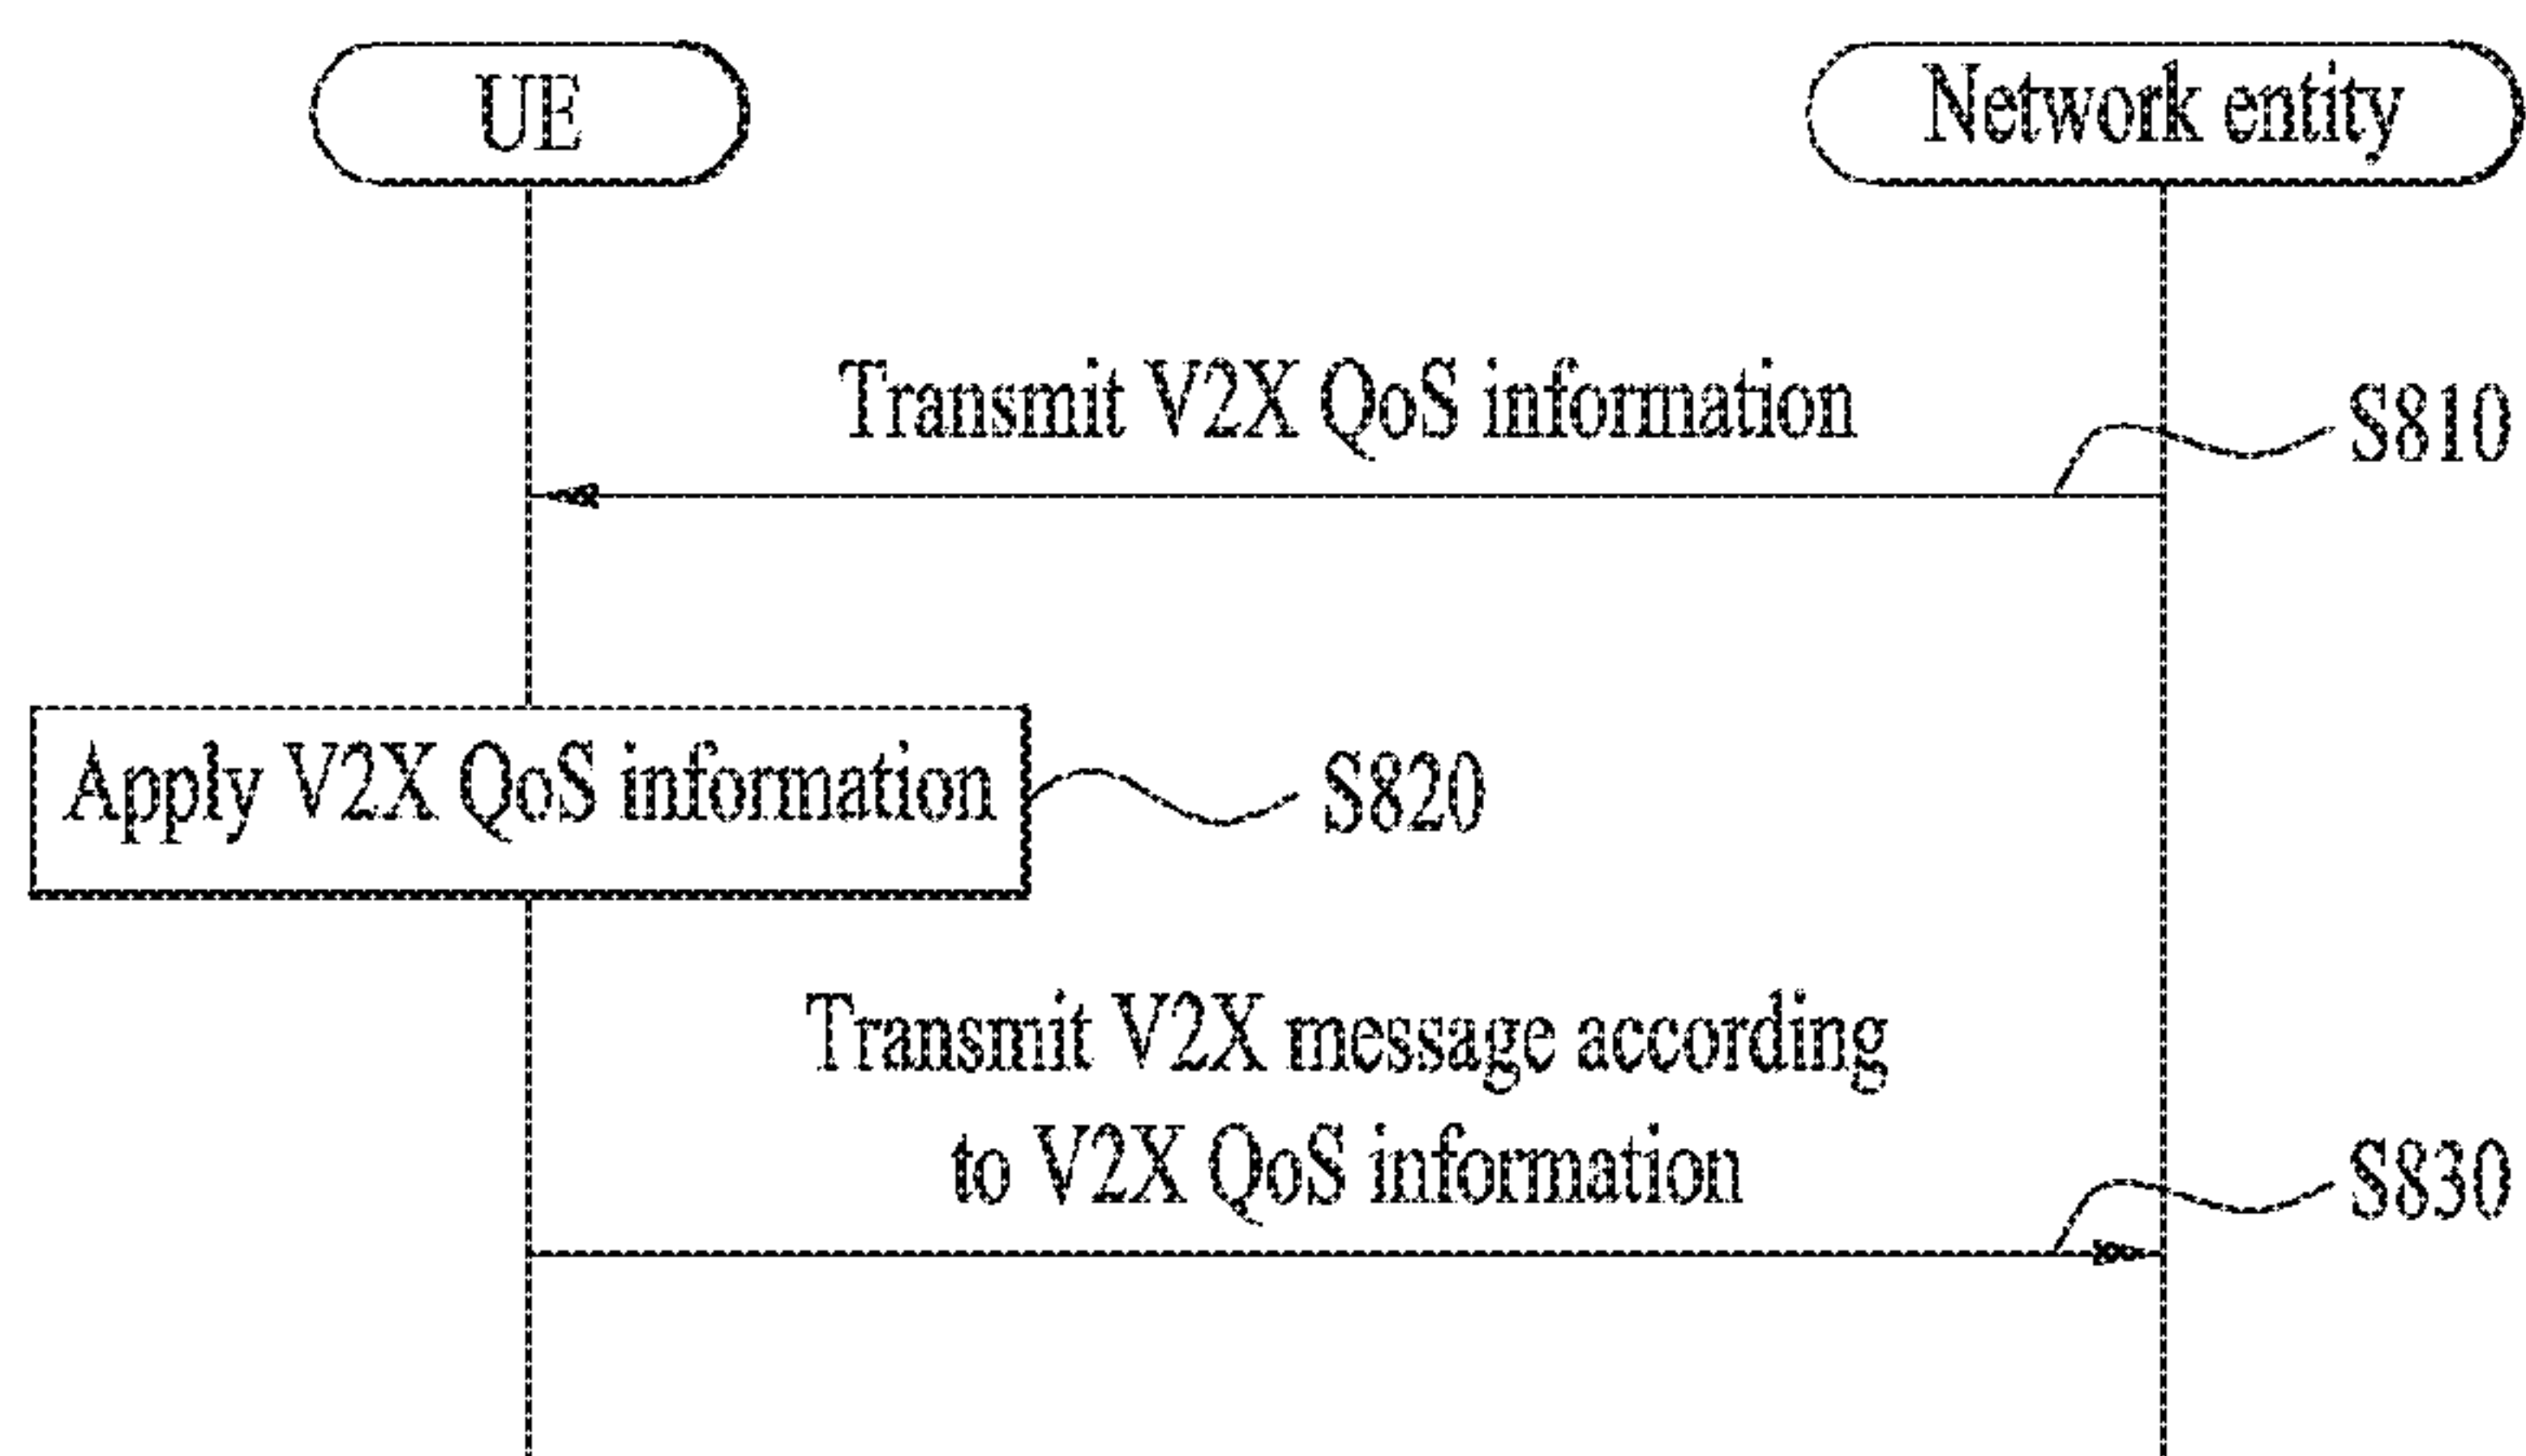 UE
Network entity
Transmit V2X QoS information
S810
Apply V2X QoS information
S820
Transmit V2X message according
to V2X QoS information
S830